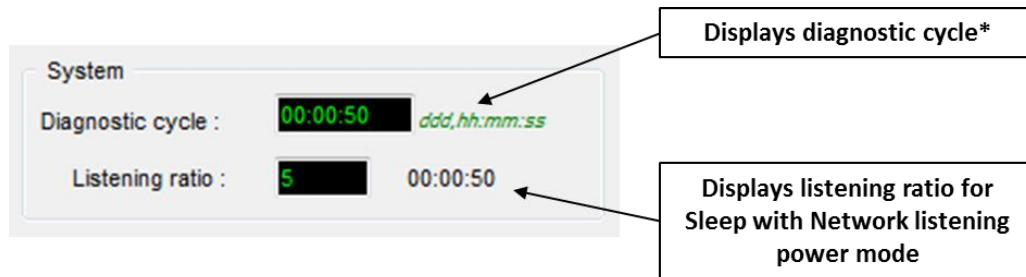 Displays diagnostic cycle*
System
Diagnostic cycle : 00:00:50 ddd,hh:mm:ss
Listening ratio : 5 00:00:50
Displays listening ratio for
Sleep with Network listening
power mode